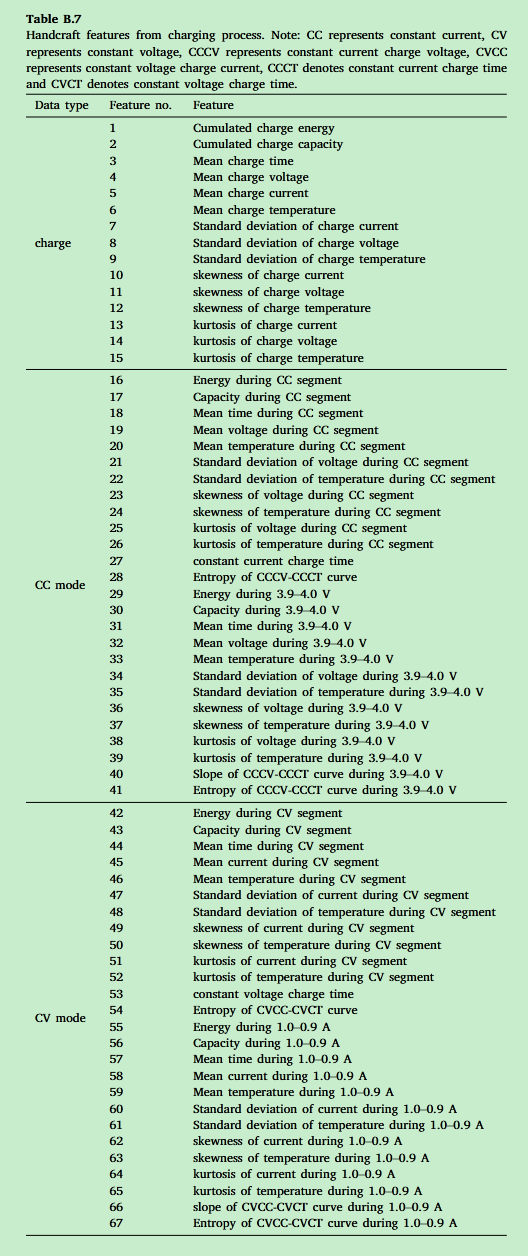 Table B.7
Handcraft features from charging process. Note: CC represents constant current, CV
represents constant voltage, CCCV represents constant current charge voltage, CVCC
represents constant voltage charge current, CCCT denotes constant current charge time
and CVCT denotes constant voltage charge time.
Data type Feature no. Feature
1 Cumulated charge energy
2 Cumulated charge capacity
3 Mean charge time
4 Mean charge voltage
5 Mean charge current
6 Mean charge temperature
7 Standard deviation of charge current
charge 8 Standard deviation of charge voltage
9 Standard deviation of charge temperature
10 skewness of charge current
11 skewness of charge voltage
12 skewness of charge temperature
13 kurtosis of charge current
14 kurtosis of charge voltage
15 kurtosis of charge temperature
16 Energy during CC segment
17 Capacity during CC segment
18 Mean time during CC segment
19 Mean voltage during CC segment
20 Mean temperature during CC segment
21 Standard deviation of voltage during CC segment
22 Standard deviation of temperature during CC segment
23 skewness of voltage during CC segment
24 skewness of temperature during CC segment
25 kurtosis of voltage during CC segment
26 kurtosis of temperature during CC segment
27 constant current charge time
CC mode 28 Entropy of CCCV-CCCT curve
29 Energy during 3.9–4.0 V
30 Capacity during 3.9–4.0 V
31 Mean time during 3.9–4.0 V
32 Mean voltage during 3.9–4.0 V
33 Mean temperature during 3.9–4.0 V
34 Standard deviation of voltage during 3.9–4.0 V
35 Standard deviation of temperature during 3.9–4.0 V
36 skewness of voltage during 3.9–4.0 V
37 skewness of temperature during 3.9–4.0 V
38 kurtosis of voltage during 3.9–4.0 V
39 kurtosis of temperature during 3.9–4.0 V
40 Slope of CCCV-CCCT curve during 3.9–4.0 V
41 Entropy of CCCV-CCCT curve during 3.9–4.0 V
42 Energy during CV segment
43 Capacity during CV segment
44 Mean time during CV segment
45 Mean current during CV segment
46 Mean temperature during CV segment
47 Standard deviation of current during CV segment
48 Standard deviation of temperature during CV segment
49 skewness of current during CV segment
50 skewness of temperature during CV segment
51 kurtosis of current during CV segment
52 kurtosis of temperature during CV segment
53 constant voltage charge time
CV mode 54 Entropy of CVCC-CVCT curve
55 Energy during 1.0–0.9 A
56 Capacity during 1.0–0.9 A
57 Mean time during 1.0–0.9 A
58 Mean current during 1.0–0.9 A
59 Mean temperature during 1.0–0.9 A
60 Standard deviation of current during 1.0–0.9 A
61 Standard deviation of temperature during 1.0–0.9 A
62 skewness of current during 1.0–0.9 A
63 skewness of temperature during 1.0–0.9 A
64 kurtosis of current during 1.0–0.9 A
65 kurtosis of temperature during 1.0–0.9 A
66 slope of CVCC-CVCT curve during 1.0–0.9 A
67 Entropy of CVCC-CVCT curve during 1.0–0.9 A